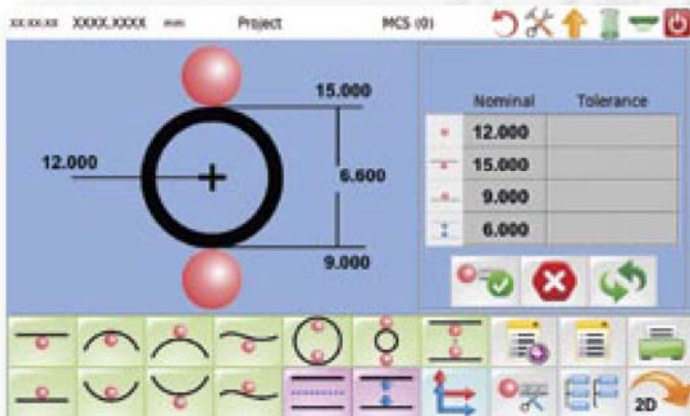 XX:XX:XX XXXX.XXXX mm Project MCS (0)
15.000
12.000
6.600
9.000
Nominal Tolerance
12.000
15.000
9.000
6.000
2D